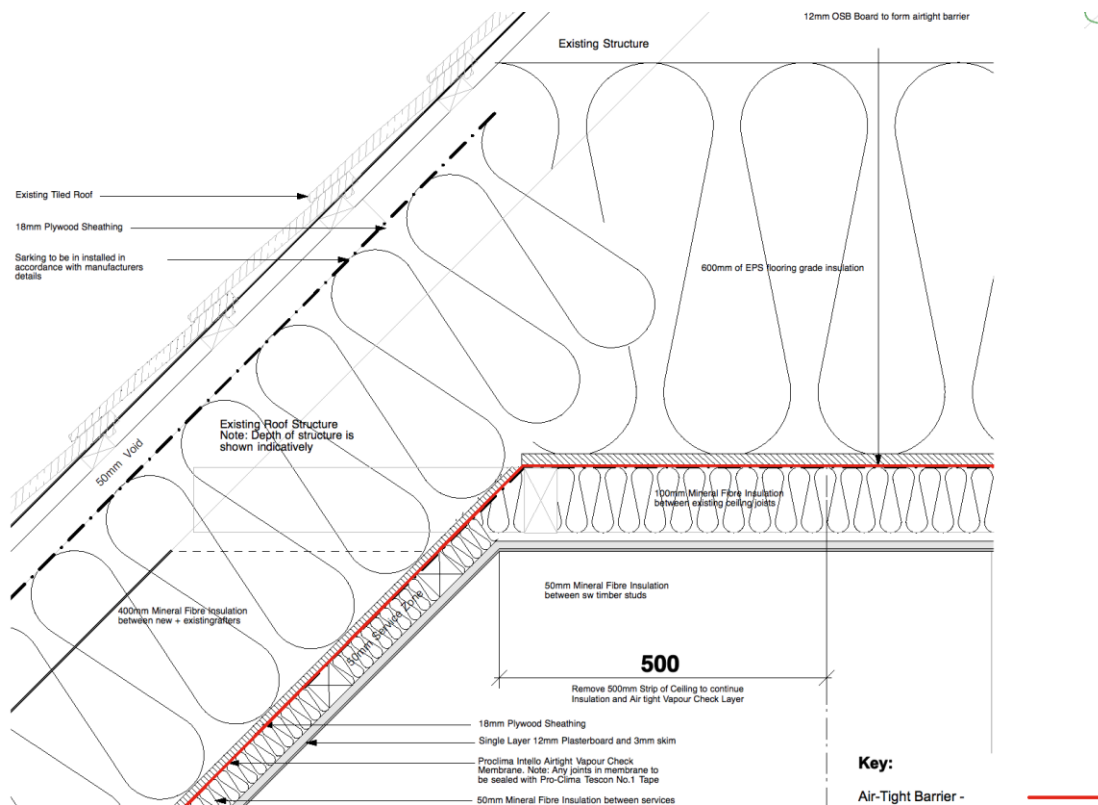 12mm OSB Board to form airtight barrier
Existing Structure
Existing Tiled Roof
18mm Plywood Sheathing
Sarking to be in installed in
accordance with manufacturers
details
600mm of EPS flooring grade insulation
Existing Roof Structure
Note: Depth of structure is
shown indicatively
50mm Void
100mm Mineral Fibre Insulation
between existing ceiling joists
50mm Mineral Fibre Insulation
between sw timber studs
400mm Mineral Fibre Insulation
between new + existingrafters
50mm Service Zone
500
Remove 500mm Strip of Ceiling to continue
Insulation and Air tight Vapour Check Layer
18mm Plywood Sheathing
Single Layer 12mm Plasterboard and 3mm skim
Proclima Intello Airtight Vapour Check
Membrane. Note: Any joints in membrane to
be sealed with Pro-Clima Tescon No.1 Tape
50mm Mineral Fibre Insulation between services
Key:
Air-Tight Barrier -